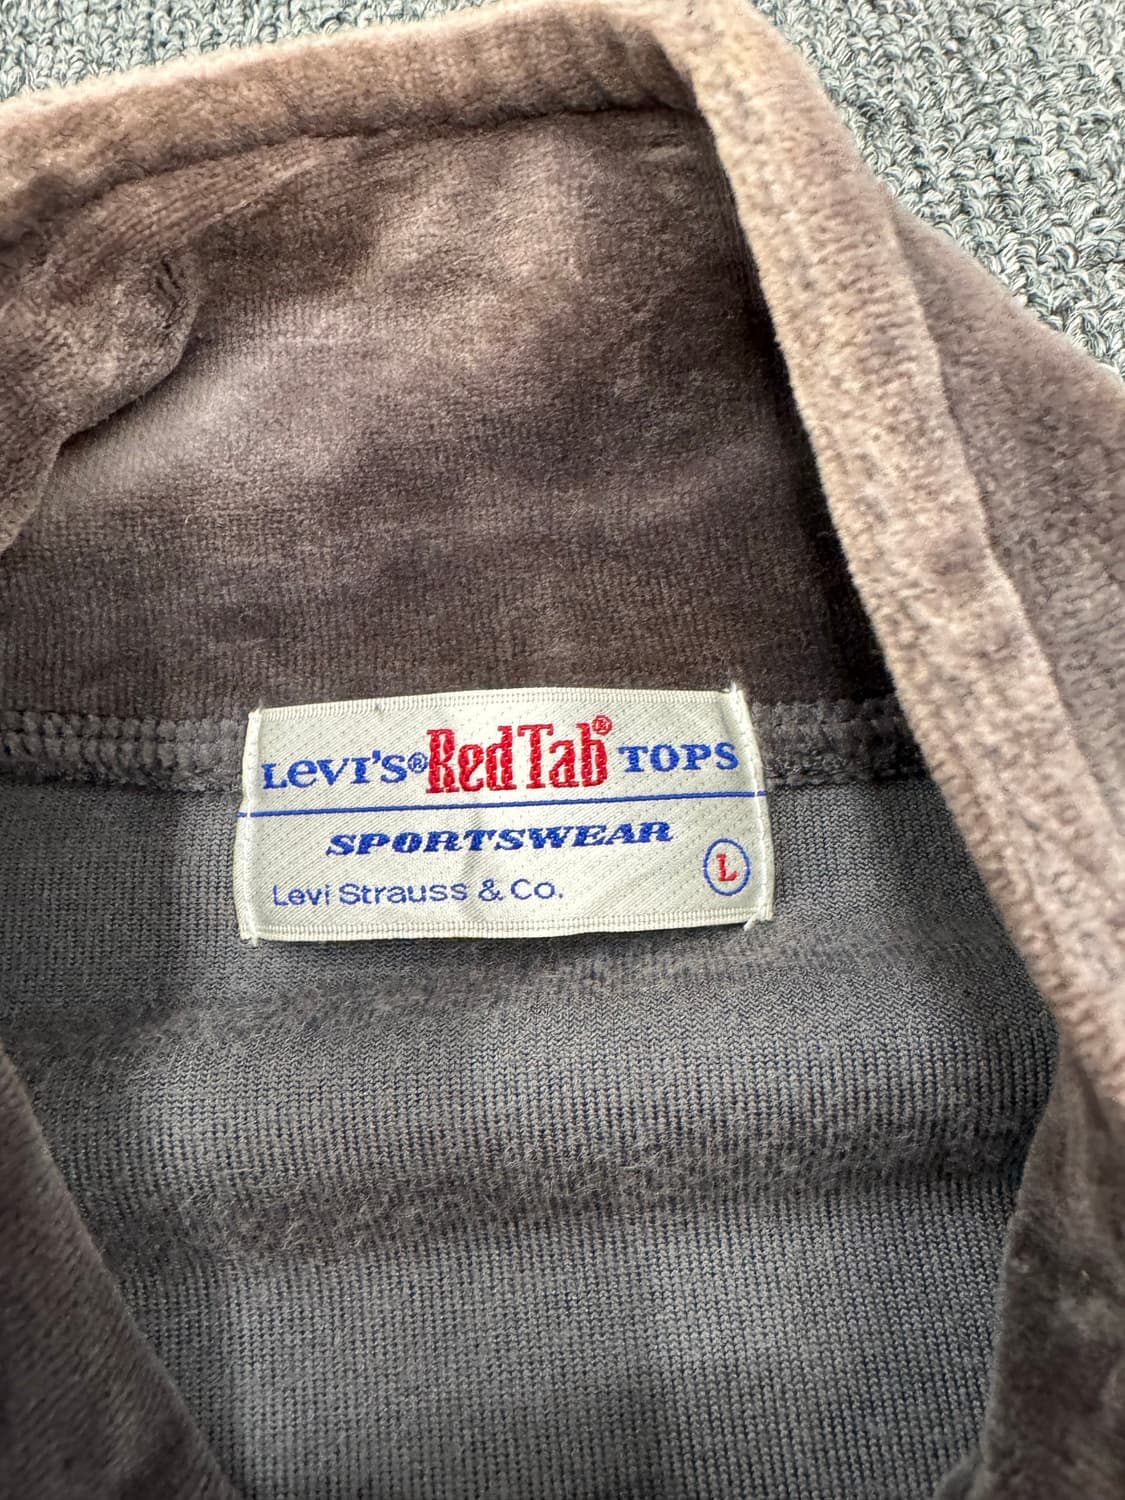 LEVI'S® Red Tab® TOPS
SPORTSWEAR
Levi Strauss & Co.
L